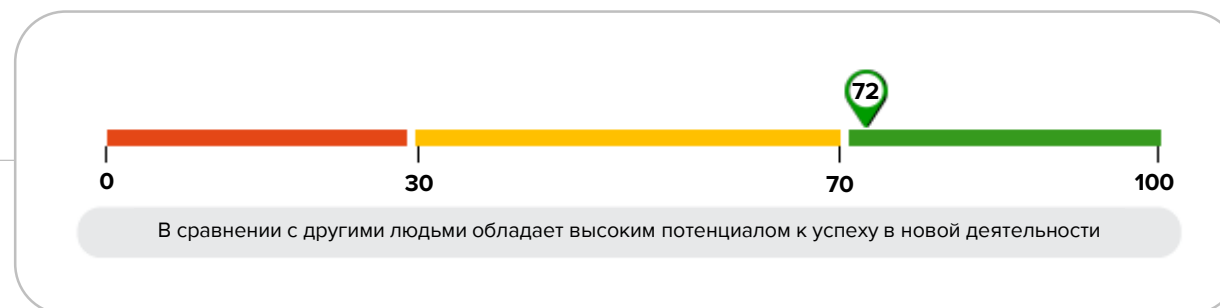 72
0 30 70 100
В сравнении с другими людьми обладает высоким потенциалом к успеху в новой деятельности